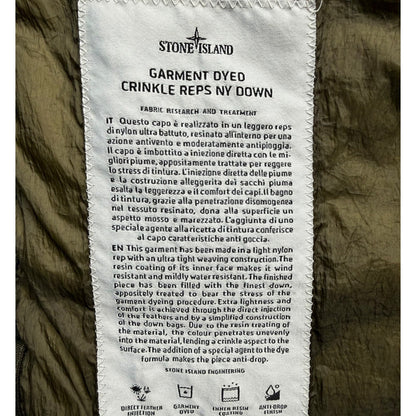 STONE ISLAND
GARMENT DYED
CRINKLE REPS NY DOWN
FABRIC RESEARCH AND TREATMENT
IT Questo capo è realizzato in un leggero reps
di nylon ultra battuto, resinato all'interno per una
azione antivento e moderatamente antipioggia.
Il capo è imbottito a iniezione diretta con le mi-
gliori piume, appositamente trattate per reggere
lo stress di tintura. L'iniezione diretta delle piume
e la costruzione alleggerita dei sacchi piuma
esalta la leggerezza e il comfort dei capi. Il bagno
di tintura, grazie alla penetrazione disomogenea
nel tessuto resinato, dona alla superficie un
aspetto mosso e marezzato. L'aggiunta di uno
speciale agente alla ricetta di tintura conferisce
al capo caratteristiche anti goccia.
EN This garment has been made in a light nylon
rep with an ultra tight weaving construction. The
resin coating of its inner face makes it wind
resistant and mildly water resistant. The finished
piece has been filled with the finest down,
appositely treated to bear the stress of the
garment dyeing procedure. Extra lightness and
comfort is achieved through the direct injection
of the feathers and by a simplified construction
of the down bags. Due to the resin treating of
the material, the colour penetrates unevenly
into the material, lending a crinkle aspect to the
surface. The addition of a special agent to the dye
formula makes the piece anti-drop.
STONE ISLAND ENGINEERING
DIRECT FEATHER
INJECTION
GARMENT
DYED
INNER RESIN
COATING
ANTI-DROP
FINISH